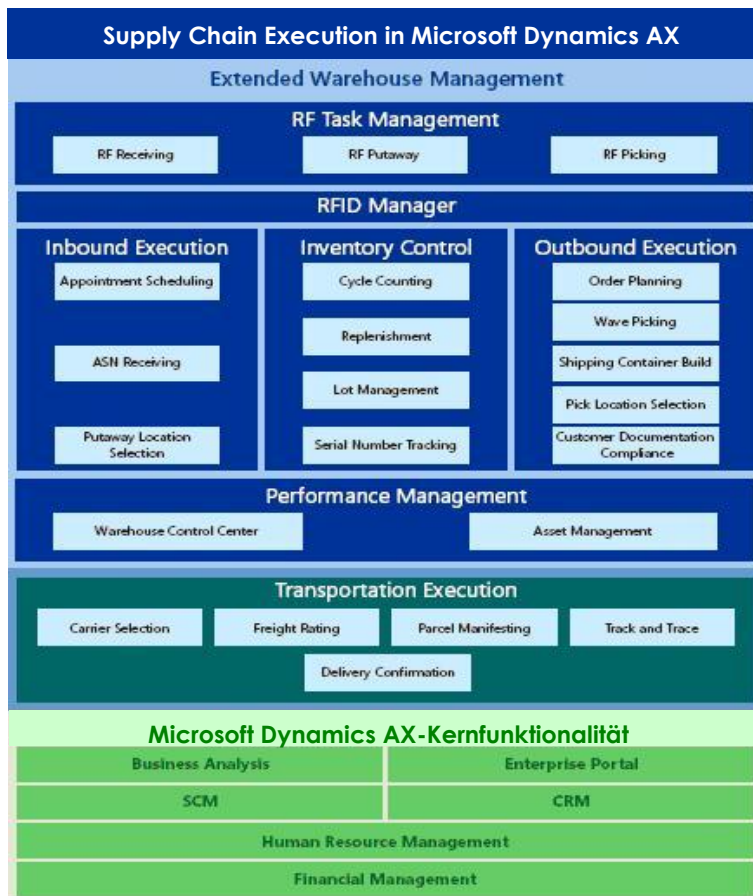 Supply Chain Execution in Microsoft Dynamics AX
Extended Warehouse Management
RF Task Management
RF Receiving
RF Putaway
RF Picking
RFID Manager
Inbound Execution
Appointment Scheduling
ASN Receiving
Putaway Location
Selection
Inventory Control
Cycle Counting
Replenishment
Lot Management
Serial Number Tracking
Outbound Execution
Order Planning
Wave Picking
Shipping Container Build
Pick Location Selection
Customer Documentation
Compliance
Performance Management
Warehouse Control Center
Asset Management
Transportation Execution
Carrier Selection
Freight Rating
Parcel Manifesting
Track and Trace
Delivery Confirmation
Microsoft Dynamics AX-Kernfunktionalität
Business Analysis
Enterprise Portal
SCM
CRM
Human Resource Management
Financial Management